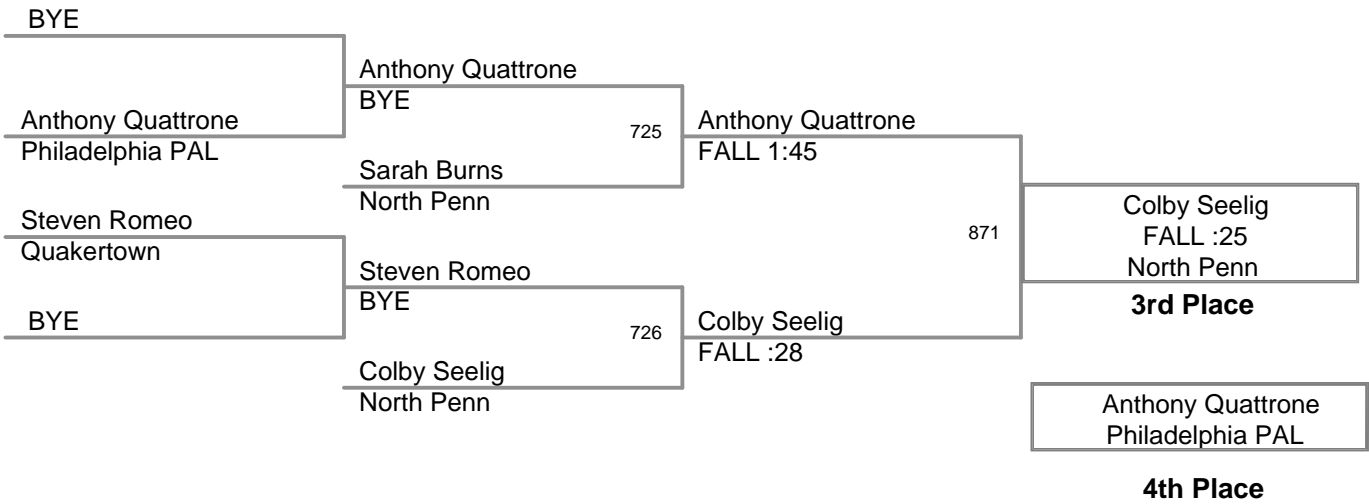 BYE
Anthony Quattrone
BYE
Anthony Quattrone
Philadelphia PAL
725
Anthony Quattrone
FALL 1:45
Sarah Burns
North Penn
Steven Romeo
Quakertown
871
Colby Seelig
FALL :25
North Penn
3rd Place
Steven Romeo
BYE
BYE
726
Colby Seelig
FALL :28
Colby Seelig
North Penn
Anthony Quattrone
Philadelphia PAL
4th Place